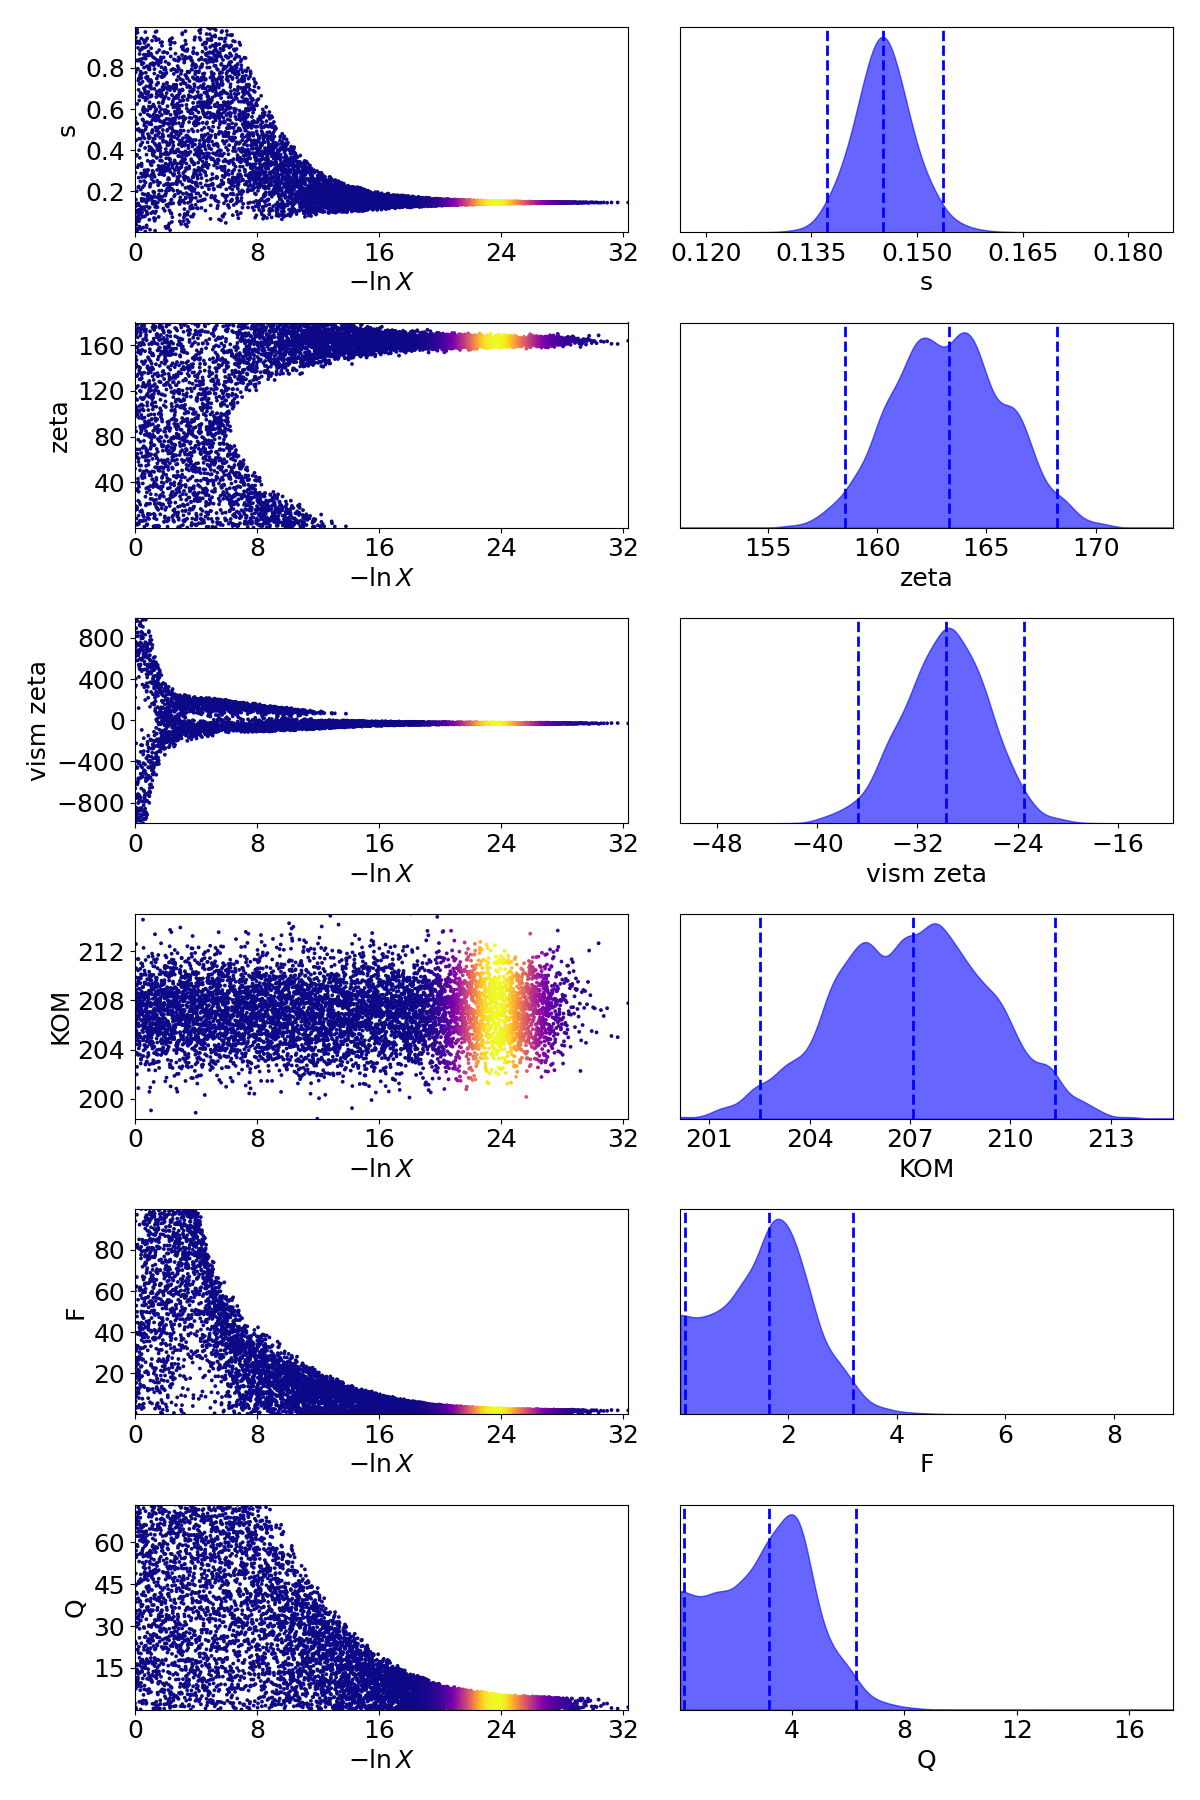 s
0.8
0.6
0.4
0.2
0 8 16 24 32
−ln X
0.120 0.135 0.150 0.165 0.180
s
zeta
160
120
80
40
0 8 16 24 32
−ln X
155 160 165 170
zeta
vism zeta
800
400
0
−400
−800
0 8 16 24 32
−ln X
−48 −40 −32 −24 −16
vism zeta
KOM
212
208
204
200
0 8 16 24 32
−ln X
201 204 207 210 213
KOM
F
80
60
40
20
0 8 16 24 32
−ln X
2 4 6 8
F
Q
60
45
30
15
0 8 16 24 32
−ln X
4 8 12 16
Q